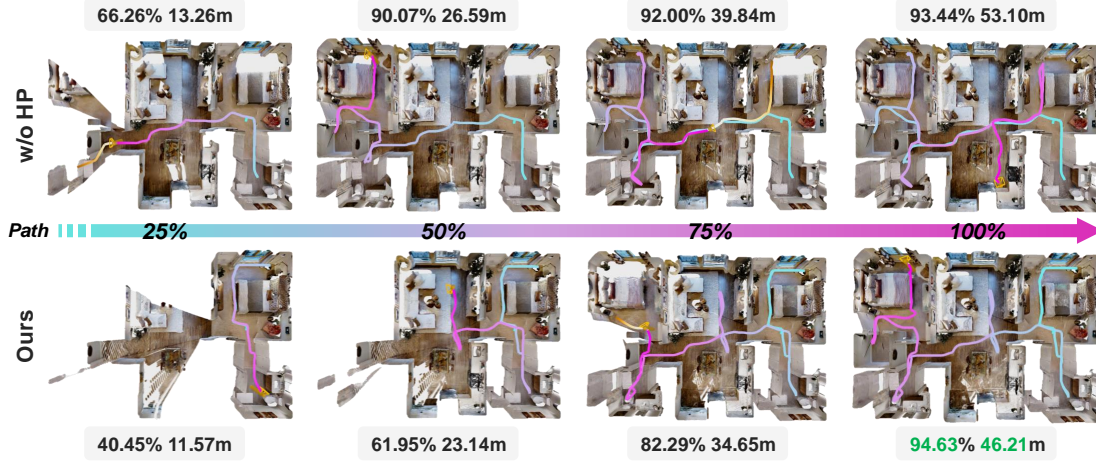 66.26% 13.26m
90.07% 26.59m
92.00% 39.84m
93.44% 53.10m
w/o HP
Path
25%
50%
75%
100%
Ours
40.45% 11.57m
61.95% 23.14m
82.29% 34.65m
94.63% 46.21m